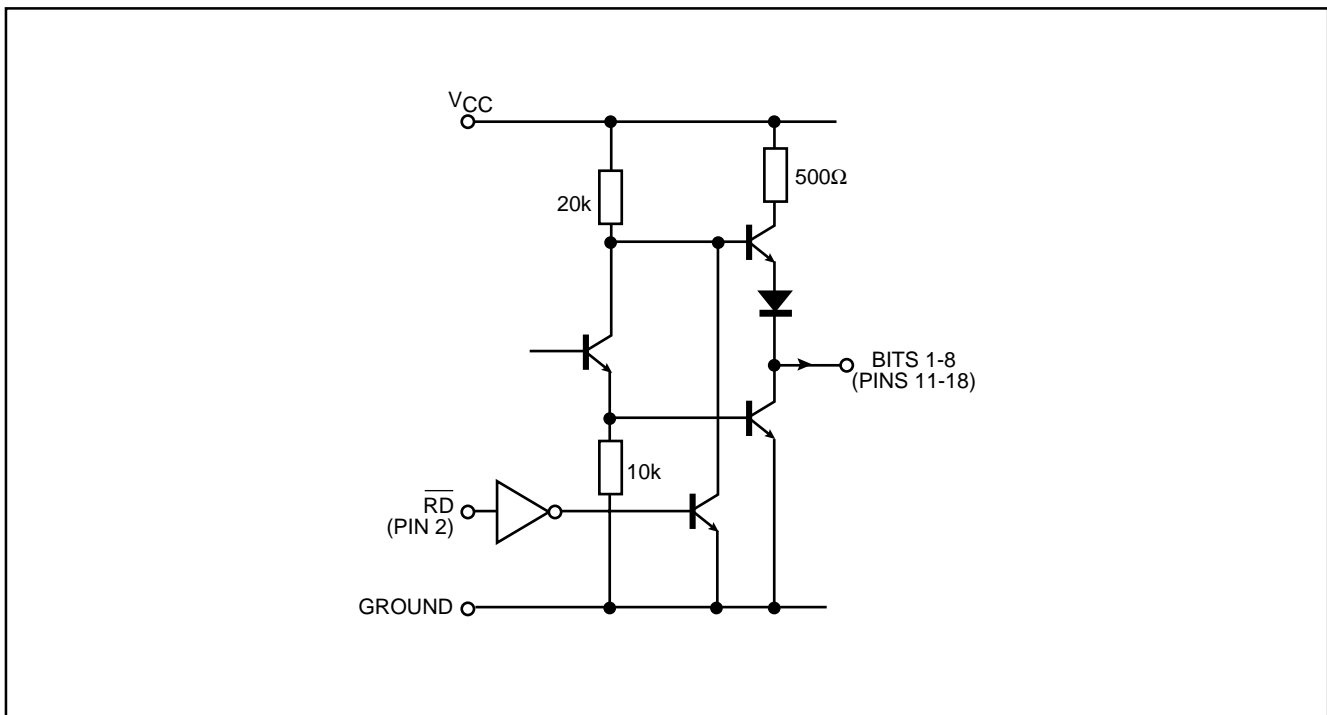 VCC
500Ω
20k
BITS 1-8
(PINS 11-18)
10k
RD
(PIN 2)
GROUND